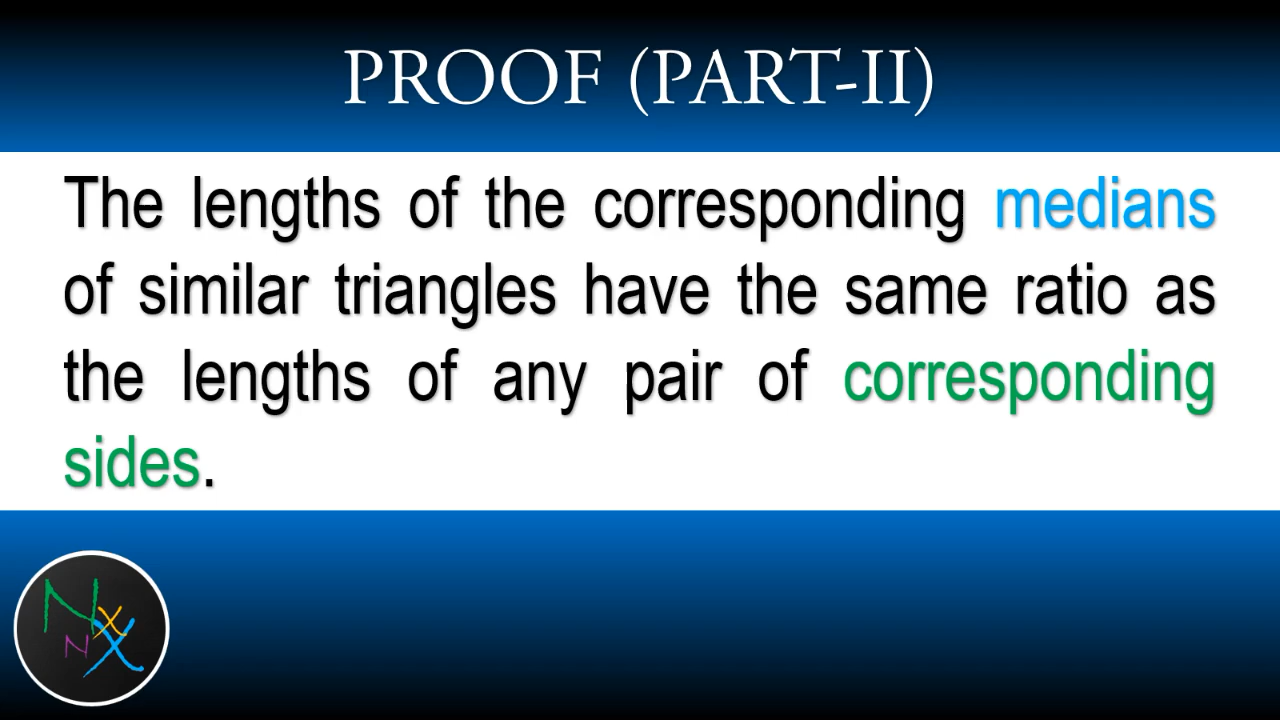 PROOF (PART-II)
The lengths of the corresponding medians
of similar triangles have the same ratio as
the lengths of any pair of corresponding
sides.
N x
N X